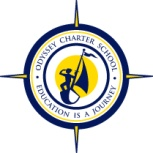 ODYSSEY CHARTER SCHOOL
EDUCATION IS A JOURNEY